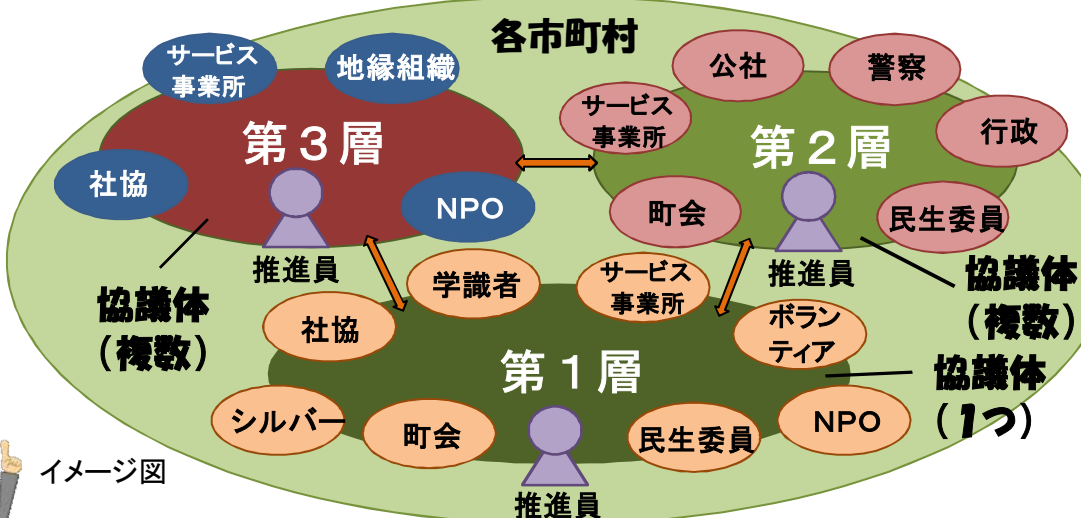 各市町村
サービス
事業所
地縁組織
第３層
社協
NPO
推進員
協議体
（複数）
公社
警察
サービス
事業所
行政
第２層
町会
民生委員
推進員
協議体
（複数）
学識者
サービス
事業所
社協
ボラン
ティア
第１層
協議体
（1つ）
シルバー
町会
民生委員
NPO
推進員
イメージ図